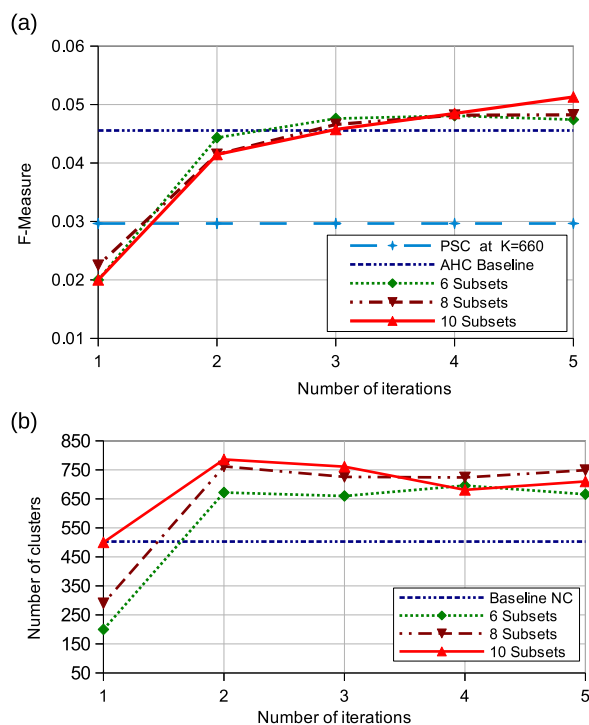 (a)
0.06
0.05
0.04
0.03
0.02
0.01
F-Measure
PSC at K=660
AHC Baseline
6 Subsets
8 Subsets
10 Subsets
1 2 3 4 5
Number of iterations
(b)
850
750
650
550
450
350
250
150
50
Number of clusters
Baseline NC
6 Subsets
8 Subsets
10 Subsets
1 2 3 4 5
Number of iterations